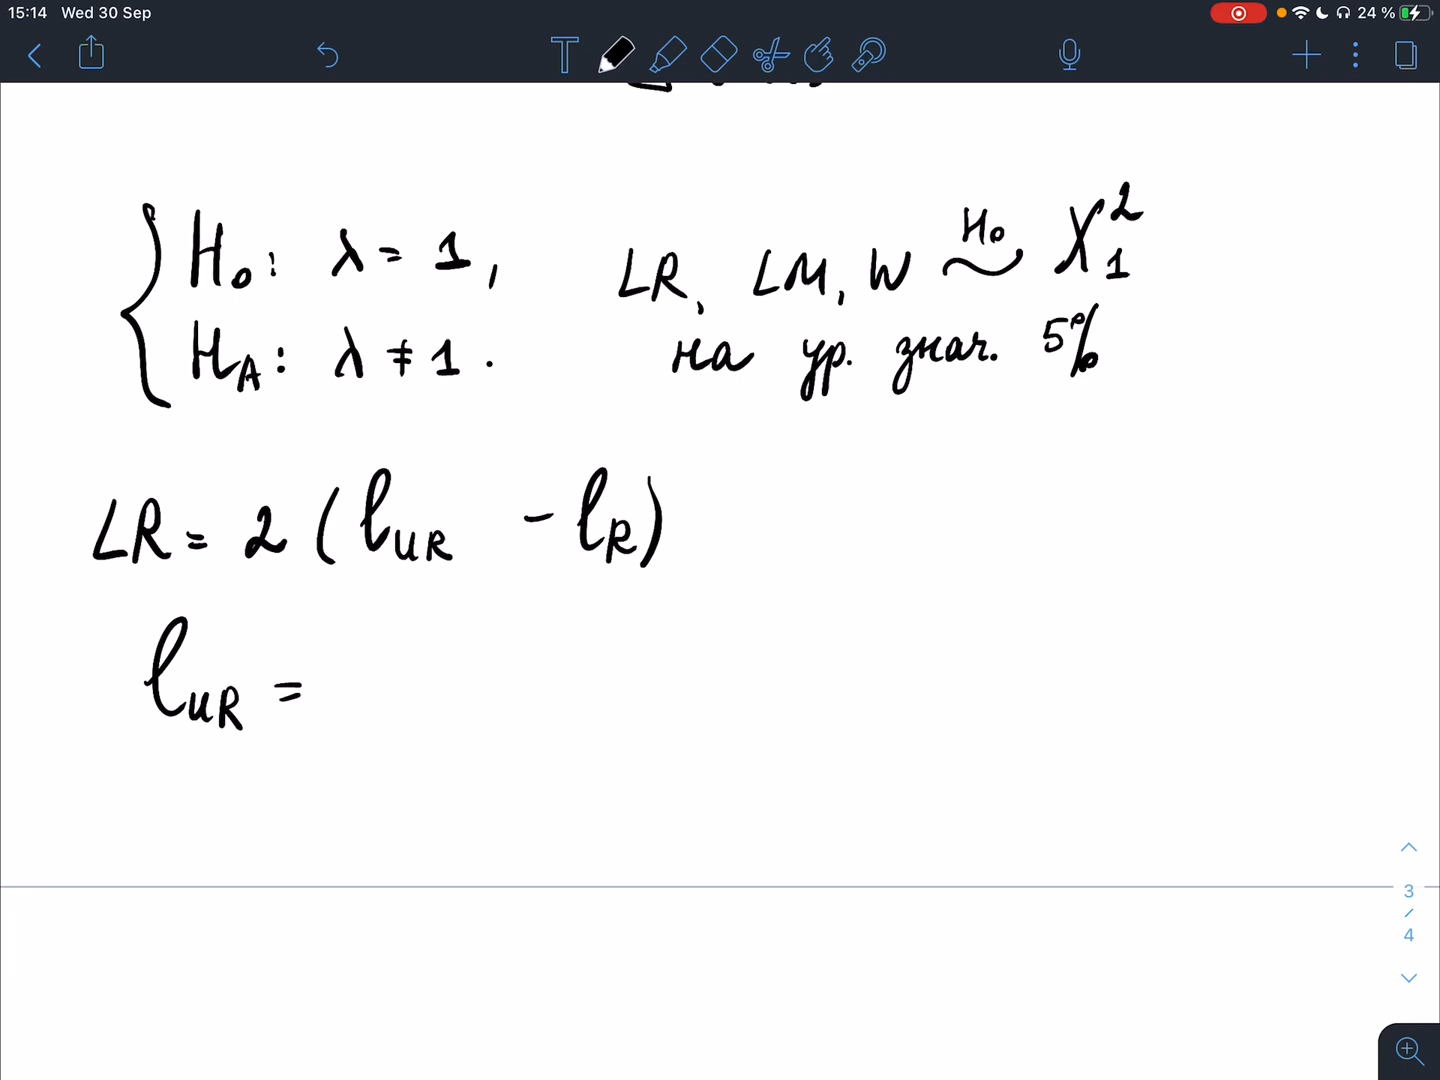 15:14 Wed 30 Sep 24 %
T
H₀: λ = 1, LR, LM, W ~ H₀ χ²₁
H_A: λ ≠ 1. на ур. знач. 5%
LR = 2 (l_UR - l_R)
l_UR =
3
/
4